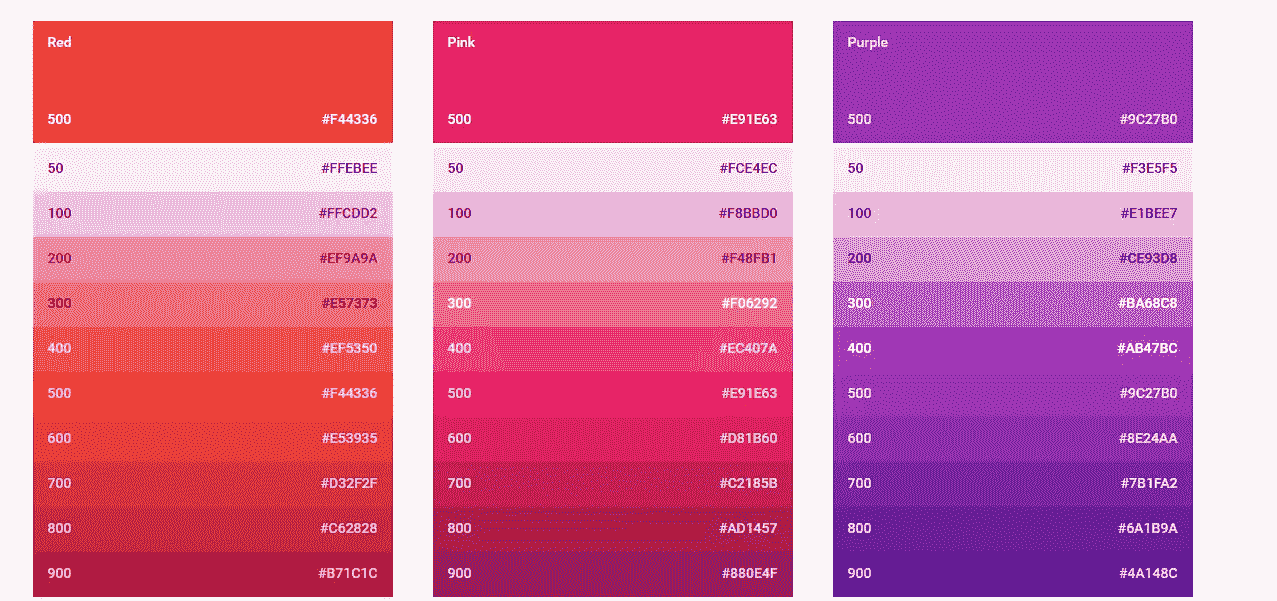 Red
500 #F44336
50 #FFEBEE
100 #FFCDD2
200 #EF9A9A
300 #E57373
400 #EF5350
500 #F44336
600 #E53935
700 #D32F2F
800 #C62828
900 #B71C1C
Pink
500 #E91E63
50 #FCE4EC
100 #F8BBD0
200 #F48FB1
300 #F06292
400 #EC407A
500 #E91E63
600 #D81B60
700 #C2185B
800 #AD1457
900 #880E4F
Purple
500 #9C27B0
50 #F3E5F5
100 #E1BEE7
200 #CE93D8
300 #BA68C8
400 #AB47BC
500 #9C27B0
600 #8E24AA
700 #7B1FA2
800 #6A1B9A
900 #4A148C